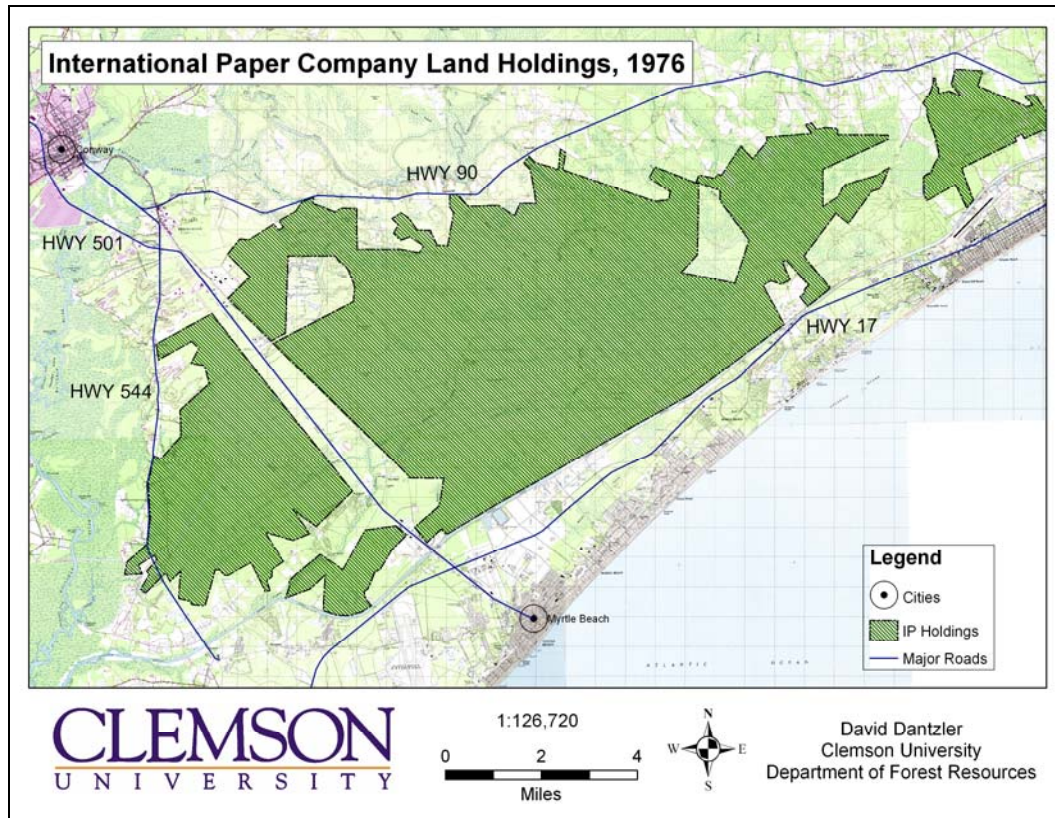 International Paper Company Land Holdings, 1976
Conway
HWY 90
HWY 501
HWY 17
HWY 544
Legend
Cities
IP Holdings
Major Roads
Myrtle Beach
ATLANTIC OCEAN
CLEMSON
UNIVERSITY
1:126,720
0 2 4
Miles
N
W E
S
David Dantzler
Clemson University
Department of Forest Resources